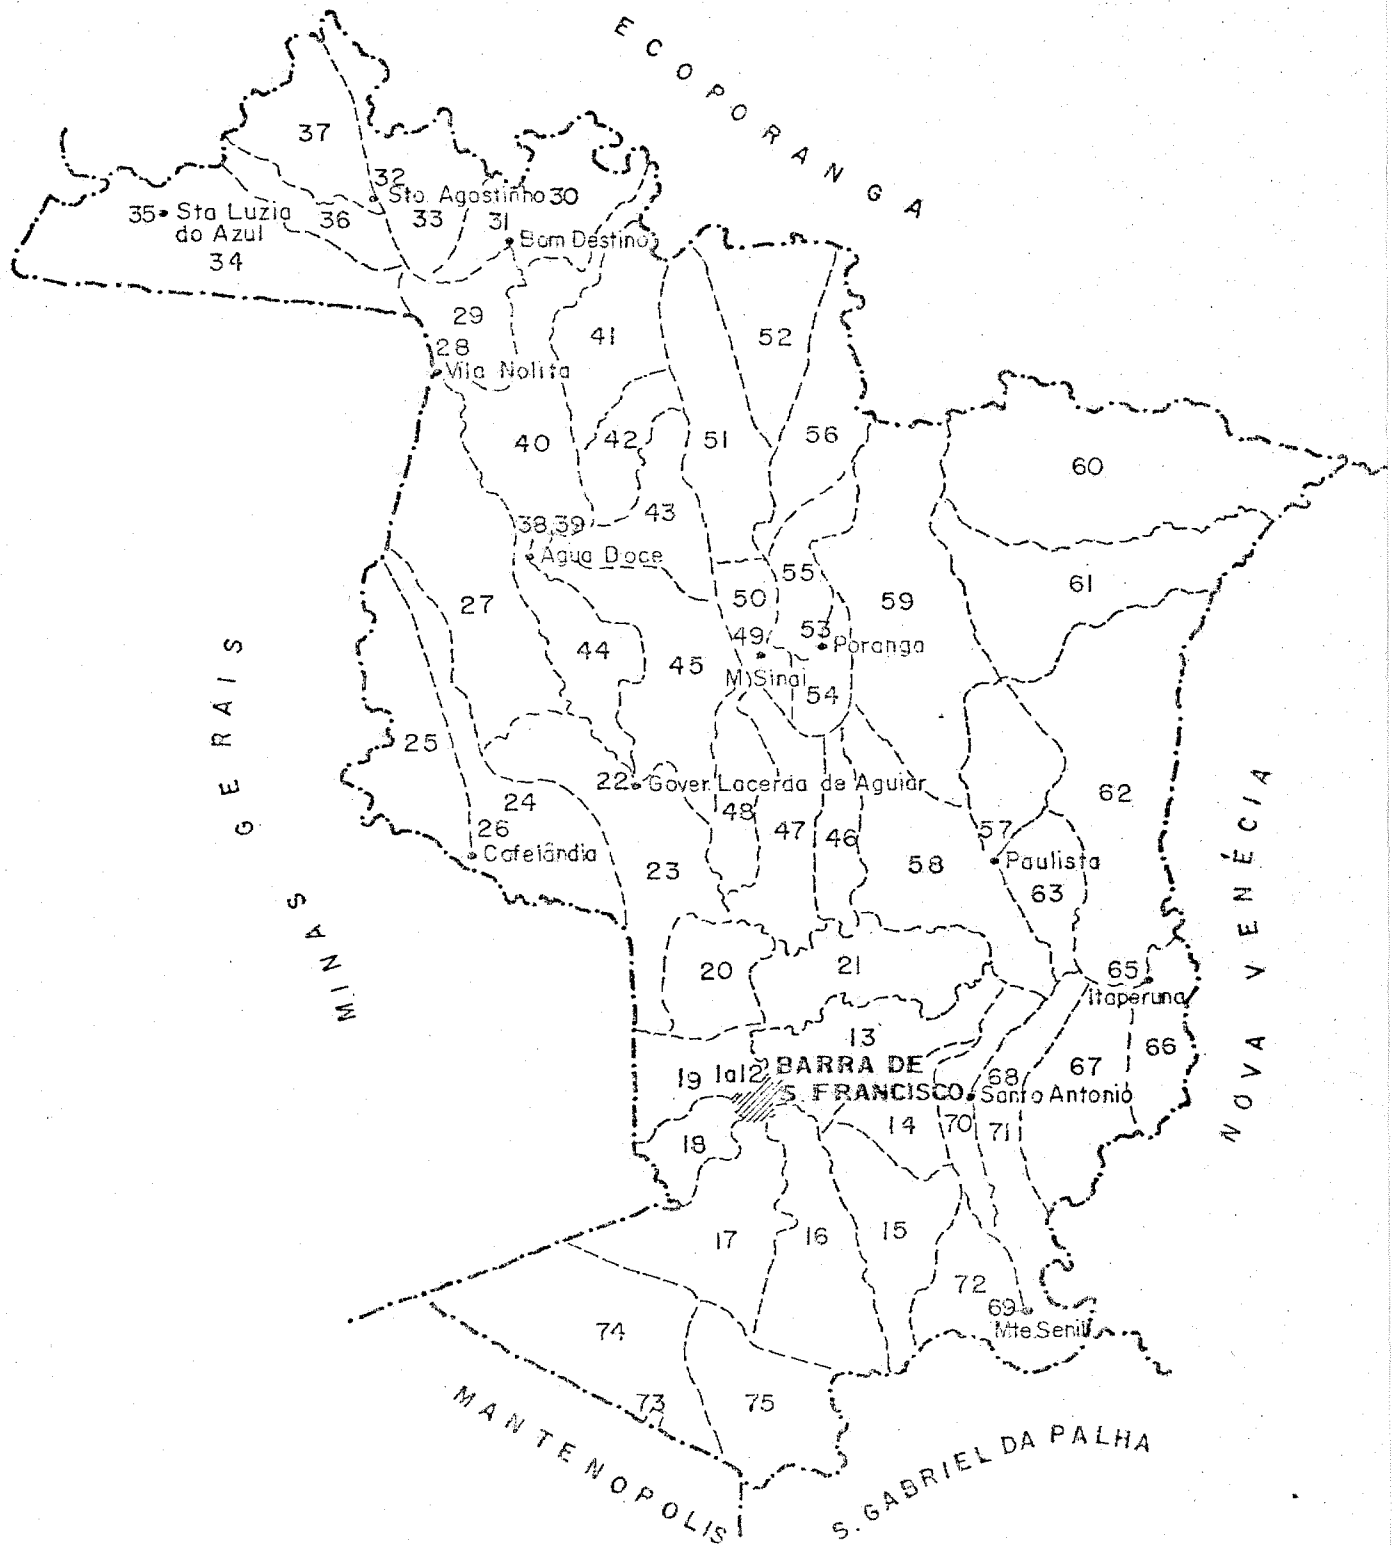 ECOPORANGA
37
32
Sto. Agostinho 30
35 Sta Luzia
do Azul
36
33
31
Bom Destino
34
29
41
52
28
Vila Nolita
40
42
51
56
60
38 39
43
Agua Doce
55
61
27
50
59
49
53
Poranga
44
45
M. Sinai
54
25
22 Gover. Lacerda de Aguiar
24
48
47
46
57
62
26
Cafelândia
23
58
Paulista
63
20
21
65
Itaperuna
13
66
19
1a12
BARRA DE
S. FRANCISCO
68
67
Santo Antonio
18
14
70
71
17
16
15
72
69
Mte. Senil
74
73
75
MINAS GERAIS
NOVA VENÉCIA
MANTENOPOLIS
S. GABRIEL DA PALHA